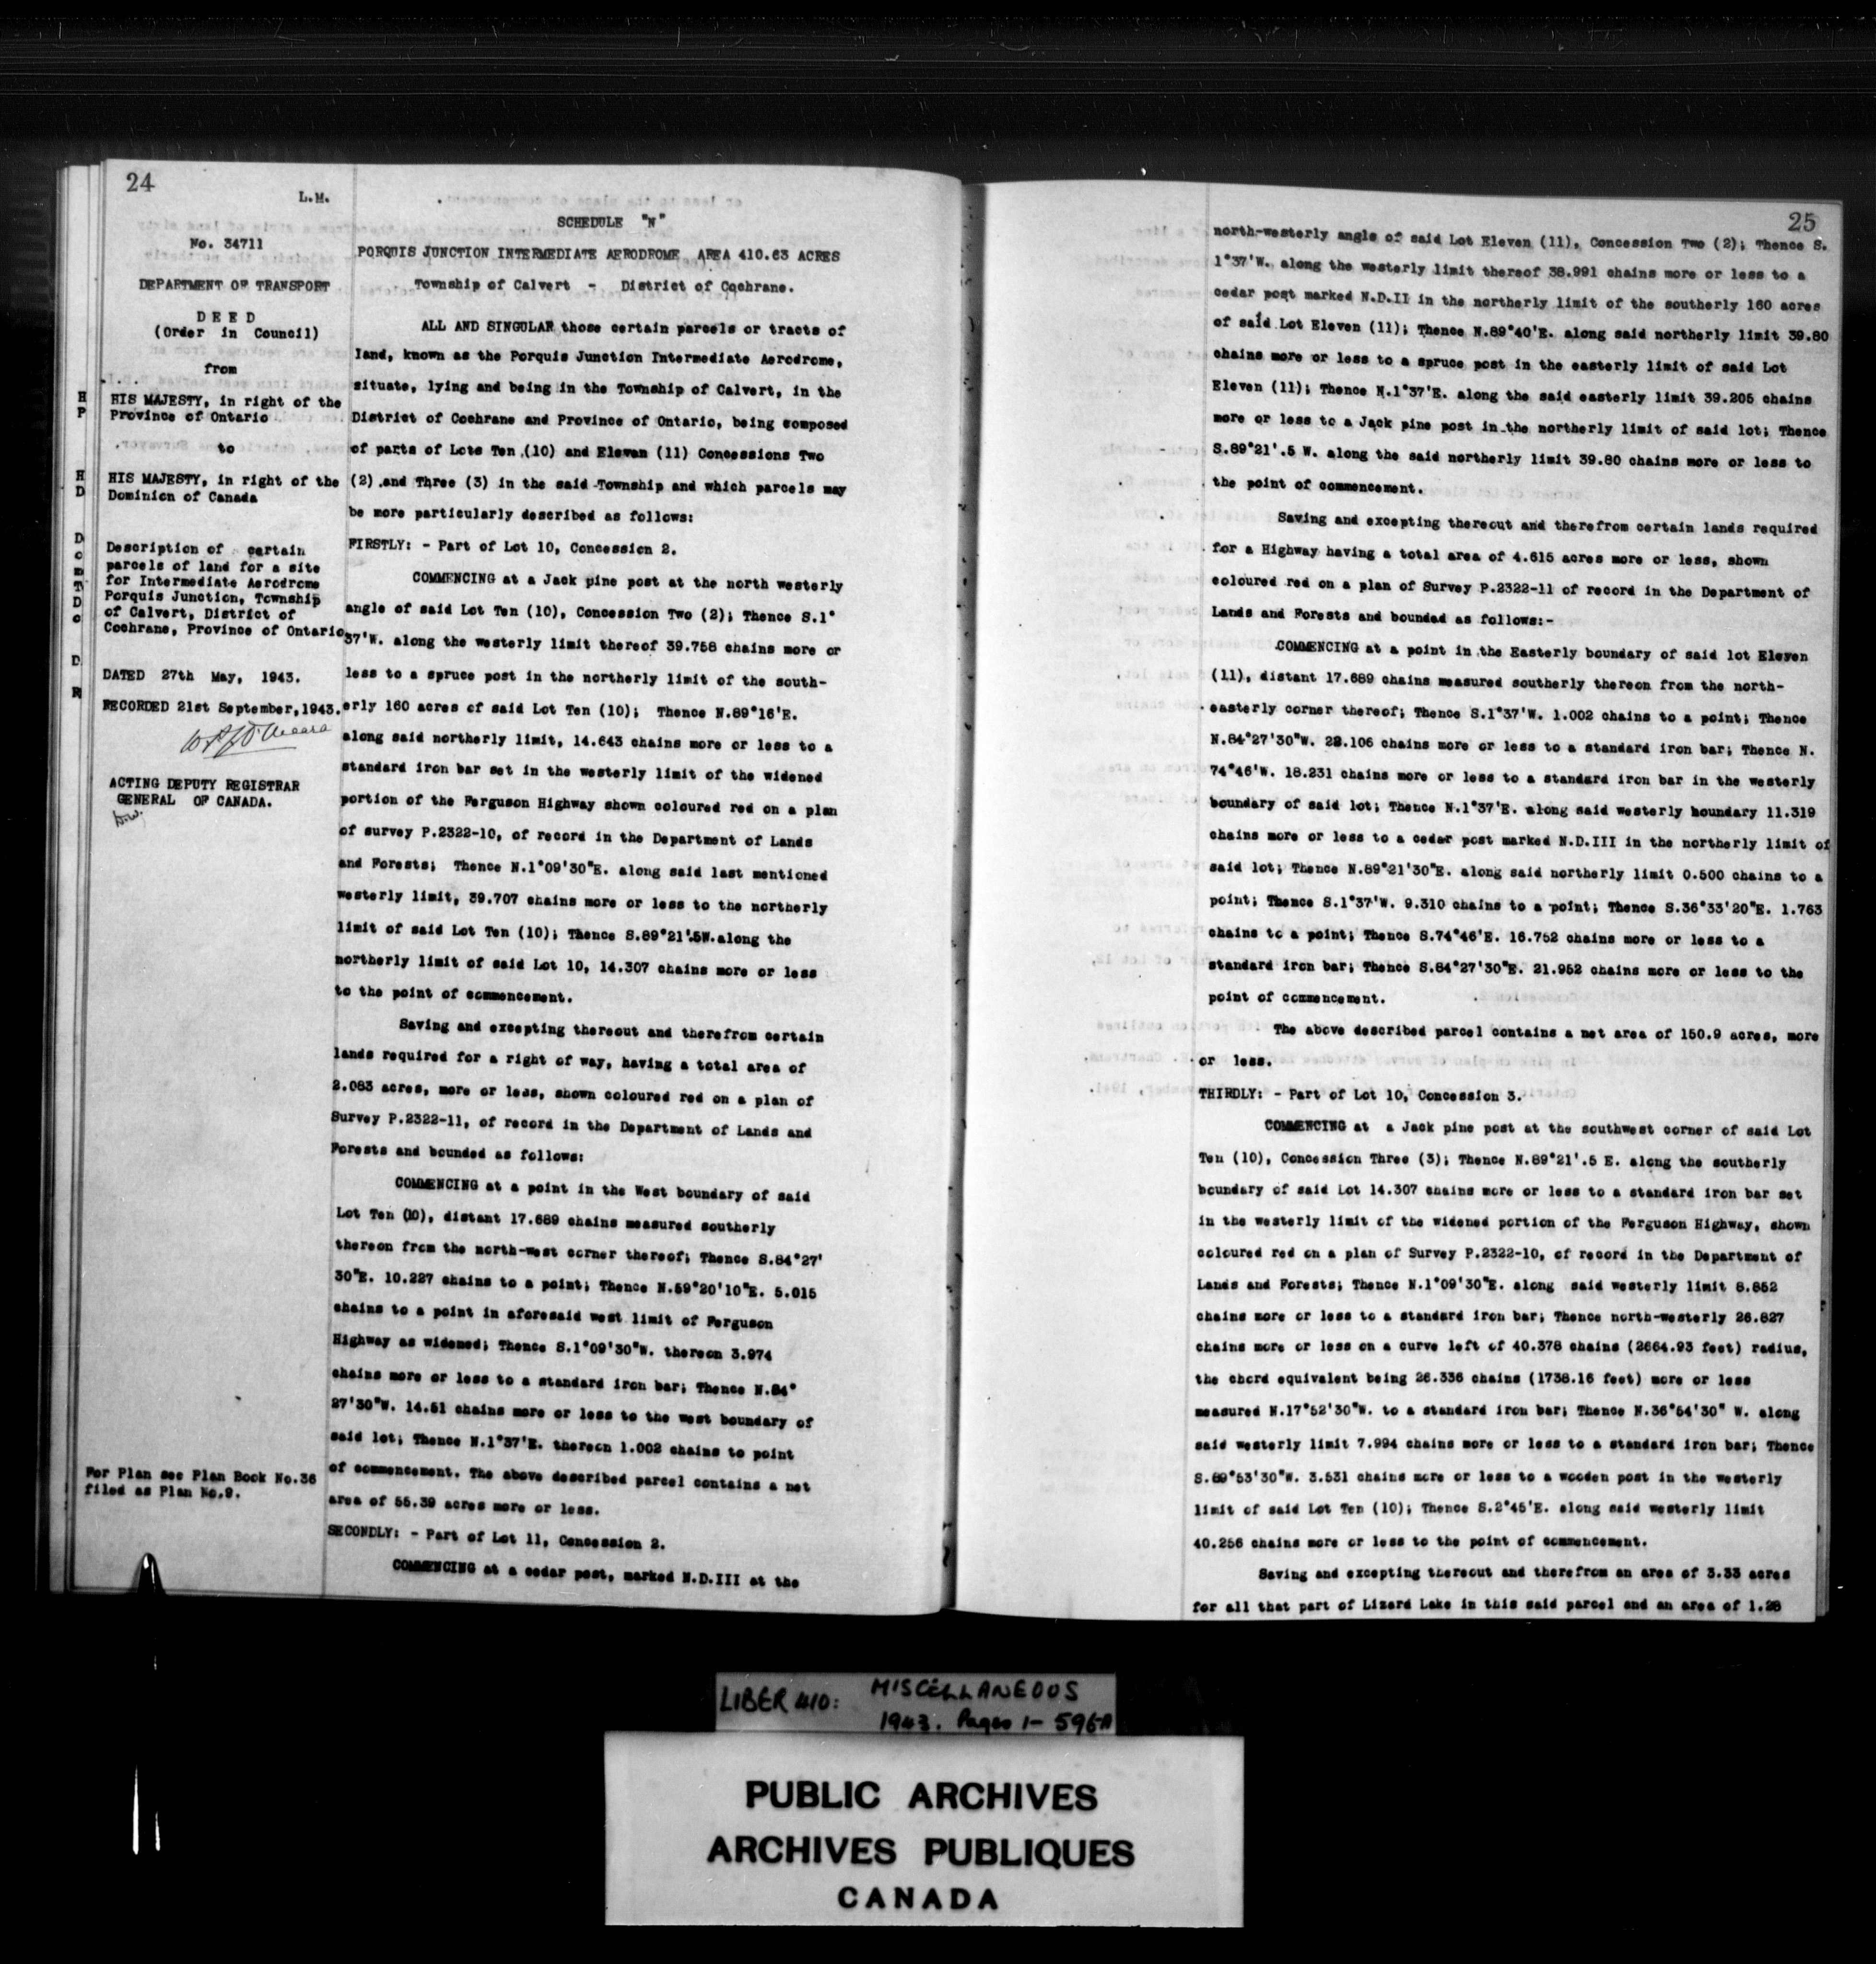 24
L.M.
No. 34711
DEPARTMENT OF TRANSPORT
DEED
(Order in Council)
from
HIS MAJESTY, in right of the
Province of Ontario
to
HIS MAJESTY, in right of the
Dominion of Canada
Description of certain
parcels of land for a site
for Intermediate Aerodrome
Porquis Junction, Township
of Calvert, District of
Cochrane, Province of Ontario
DATED 27th May, 1943.
RECORDED 21st September, 1943.
ACTING DEPUTY REGISTRAR
GENERAL OF CANADA.
For Plan see Plan Book No.36
filed as Plan No.9.
SCHEDULE "N"
PORQUIS JUNCTION INTERMEDIATE AERODROME AREA 410.63 ACRES
Township of Calvert - District of Cochrane.
ALL AND SINGULAR those certain parcels or tracts of
land, known as the Porquis Junction Intermediate Aerodrome,
situate, lying and being in the Township of Calvert, in the
District of Cochrane and Province of Ontario, being composed
of parts of Lots Ten (10) and Eleven (11) Concessions Two
(2) and Three (3) in the said Township and which parcels may
be more particularly described as follows:
FIRSTLY: - Part of Lot 10, Concession 2.
COMMENCING at a Jack pine post at the north westerly
angle of said Lot Ten (10), Concession Two (2); Thence S.1°
37'W. along the westerly limit thereof 39.758 chains more or
less to a spruce post in the northerly limit of the south-
erly 160 acres of said Lot Ten (10); Thence N.89°16'E.
along said northerly limit, 14.643 chains more or less to a
standard iron bar set in the westerly limit of the widened
portion of the Ferguson Highway shown coloured red on a plan
of survey P.2322-10, of record in the Department of Lands
and Forests; Thence N.1°09'30"E. along said last mentioned
westerly limit, 39.707 chains more or less to the northerly
limit of said Lot Ten (10); Thence S.89°21'.5W. along the
northerly limit of said Lot 10, 14.307 chains more or less
to the point of commencement.
Saving and excepting thereout and therefrom certain
lands required for a right of way, having a total area of
2.083 acres, more or less, shown coloured red on a plan of
Survey P.2322-11, of record in the Department of Lands and
Forests and bounded as follows:
COMMENCING at a point in the West boundary of said
Lot Ten (10), distant 17.689 chains measured southerly
thereon from the north-west corner thereof; Thence S.84°27'
30"E. 10.227 chains to a point; Thence N.59°20'10"E. 5.015
chains to a point in aforesaid west limit of Ferguson
Highway as widened; Thence S.1°09'30"W. thereon 3.974
chains more or less to a standard iron bar; Thence N.84°
27'30"W. 14.51 chains more or less to the west boundary of
said lot; Thence N.1°37'E. thereon 1.002 chains to point
of commencement. The above described parcel contains a net
area of 55.39 acres more or less.
SECONDLY: - Part of Lot 11, Concession 2.
COMMENCING at a cedar post, marked N.D.III at the
25
north-westerly angle of said Lot Eleven (11), Concession Two (2); Thence S.
1°37'W. along the westerly limit thereof 38.991 chains more or less to a
cedar post marked N.D.II in the northerly limit of the southerly 160 acres
of said Lot Eleven (11); Thence N.89°40'E. along said northerly limit 39.80
chains more or less to a spruce post in the easterly limit of said Lot
Eleven (11); Thence N.1°37'E. along the said easterly limit 39.205 chains
more or less to a Jack pine post in the northerly limit of said lot; Thence
S.89°21'.5 W. along the said northerly limit 39.80 chains more or less to
the point of commencement.
Saving and excepting thereout and therefrom certain lands required
for a Highway having a total area of 4.615 acres more or less, shown
coloured red on a plan of Survey P.2322-11 of record in the Department of
Lands and Forests and bounded as follows:-
COMMENCING at a point in the Easterly boundary of said lot Eleven
(11), distant 17.689 chains measured southerly thereon from the north-
easterly corner thereof; Thence S.1°37'W. 1.002 chains to a point; Thence
N.84°27'30"W. 22.106 chains more or less to a standard iron bar; Thence N.
74°46'W. 18.231 chains more or less to a standard iron bar in the westerly
boundary of said lot; Thence N.1°37'E. along said westerly boundary 11.319
chains more or less to a cedar post marked N.D.III in the northerly limit of
said lot; Thence N.89°21'30"E. along said northerly limit 0.500 chains to a
point; Thence S.1°37'W. 9.310 chains to a point; Thence S.36°33'20"E. 1.763
chains to a point; Thence S.74°46'E. 16.752 chains more or less to a
standard iron bar; Thence S.84°27'30"E. 21.952 chains more or less to the
point of commencement.
The above described parcel contains a net area of 150.9 acres, more
or less.
THIRDLY: - Part of Lot 10, Concession 3.
COMMENCING at a Jack pine post at the southwest corner of said Lot
Ten (10), Concession Three (3); Thence N.89°21'.5 E. along the southerly
boundary of said Lot 14.307 chains more or less to a standard iron bar set
in the westerly limit of the widened portion of the Ferguson Highway, shown
coloured red on a plan of Survey P.2322-10, of record in the Department of
Lands and Forests; Thence N.1°09'30"E. along said westerly limit 8.852
chains more or less to a standard iron bar; Thence north-westerly 26.827
chains more or less on a curve left of 40.378 chains (2664.93 feet) radius,
the chord equivalent being 26.336 chains (1738.16 feet) more or less
measured N.17°52'30"W. to a standard iron bar; Thence N.36°54'30" W. along
said westerly limit 7.994 chains more or less to a standard iron bar; Thence
S.89°53'30"W. 3.531 chains more or less to a wooden post in the westerly
limit of said Lot Ten (10); Thence S.2°45'E. along said westerly limit
40.256 chains more or less to the point of commencement.
Saving and excepting thereout and therefrom an area of 3.33 acres
for all that part of Lizard Lake in this said parcel and an area of 1.28
LIBER 410: MISCELLANEOUS
1943. Pages 1-596A
PUBLIC ARCHIVES
ARCHIVES PUBLIQUES
CANADA